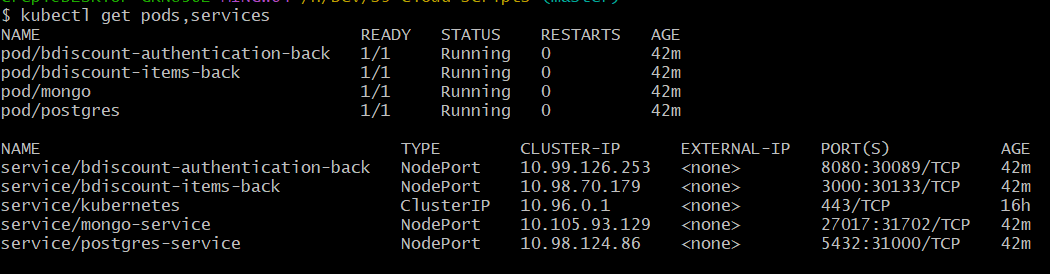 $ kubectl get pods,services
NAME READY STATUS RESTARTS AGE
pod/bdiscount-authentication-back 1/1 Running 0 42m
pod/bdiscount-items-back 1/1 Running 0 42m
pod/mongo 1/1 Running 0 42m
pod/postgres 1/1 Running 0 42m
NAME TYPE CLUSTER-IP EXTERNAL-IP PORT(S) AGE
service/bdiscount-authentication-back NodePort 10.99.126.253 <none> 8080:30089/TCP 42m
service/bdiscount-items-back NodePort 10.98.70.179 <none> 3000:30133/TCP 42m
service/kubernetes ClusterIP 10.96.0.1 <none> 443/TCP 16h
service/mongo-service NodePort 10.105.93.129 <none> 27017:31702/TCP 42m
service/postgres-service NodePort 10.98.124.86 <none> 5432:31000/TCP 42m